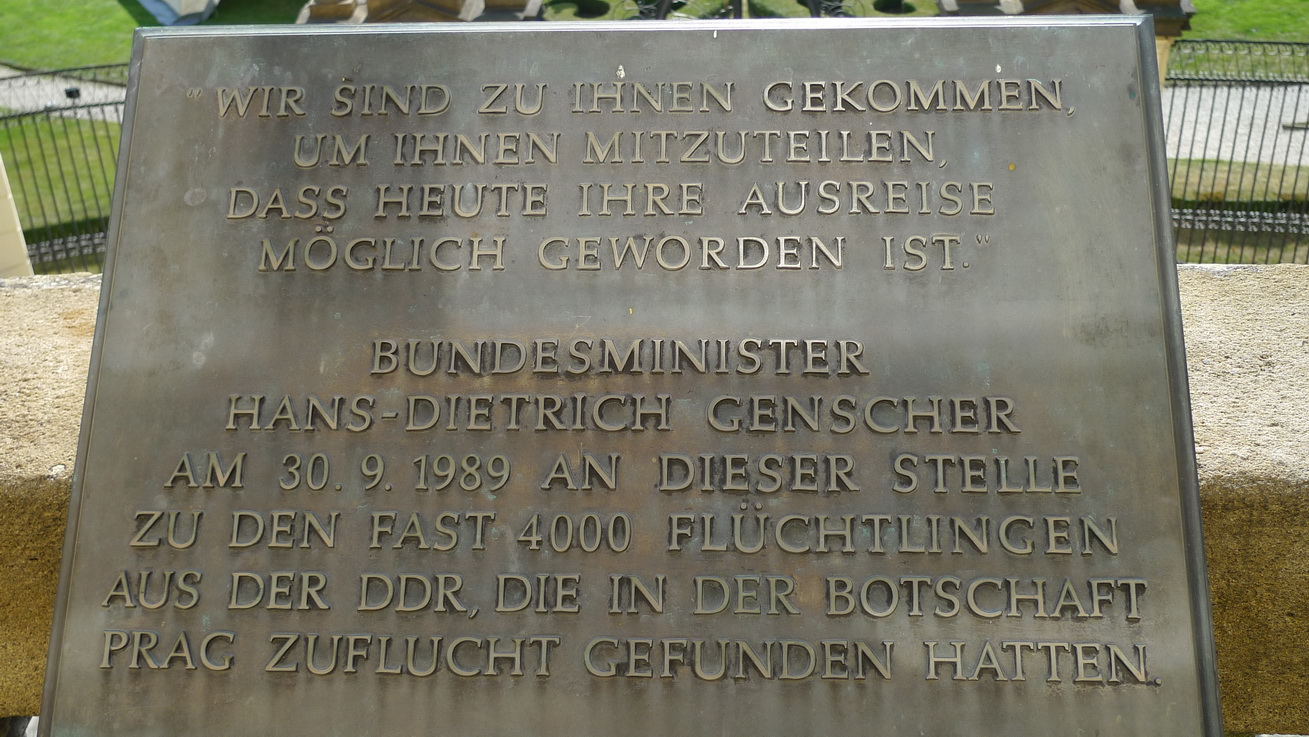 "WIR SIND ZU IHNEN GEKOMMEN,
UM IHNEN MITZUTEILEN,
DASS HEUTE IHRE AUSREISE
MÖGLICH GEWORDEN IST."
BUNDESMINISTER
HANS-DIETRICH GENSCHER
AM 30. 9. 1989 AN DIESER STELLE
ZU DEN FAST 4000 FLÜCHTLINGEN
AUS DER DDR, DIE IN DER BOTSCHAFT
PRAG ZUFLUCHT GEFUNDEN HATTEN.